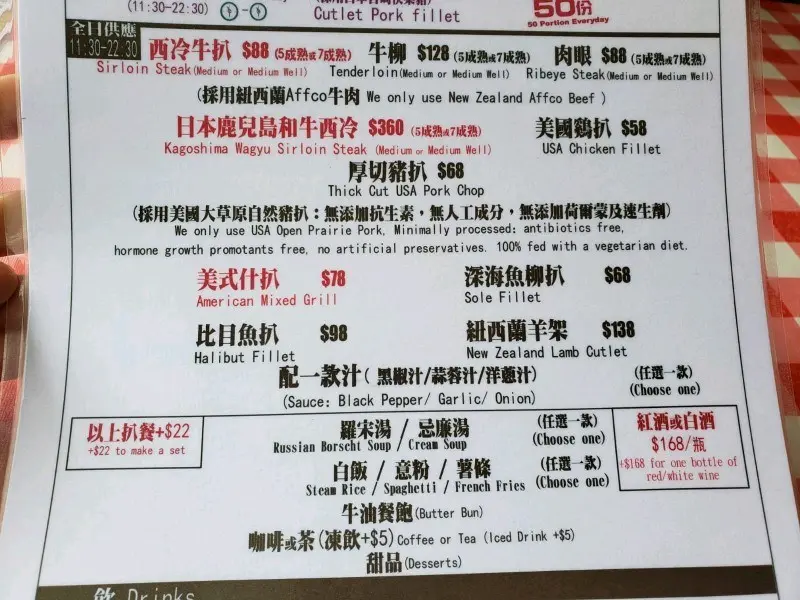 (11:30-22:30)
Cutlet Pork fillet
50份
50 Portion Everyday
全日供應
11:30-22:30
西冷牛扒 $88 (5成熟或7成熟) 牛柳 $128 (5成熟或7成熟) 肉眼 $88 (5成熟或7成熟)
Sirloin Steak(Medium or Medium Well) Tenderloin(Medium or Medium Well) Ribeye Steak(Medium or Medium Well)
(採用紐西蘭Affco牛肉 We only use New Zealand Affco Beef )
日本鹿兒島和牛西冷 $360 (5成熟或7成熟) 美國鷄扒 $58
Kagoshima Wagyu Sirloin Steak (Medium or Medium Well) USA Chicken Fillet
厚切豬扒 $68
Thick Cut USA Pork Chop
(採用美國大草原自然豬扒：無添加抗生素，無人工成分，無添加荷爾蒙及速生劑)
We only use USA Open Prairie Pork, Minimally processed: antibiotics free,
hormone growth promotants free, no artificial preservatives. 100% fed with a vegetarian diet.
美式什扒 $78 深海魚柳扒 $68
American Mixed Grill Sole Fillet
比目魚扒 $98 紐西蘭羊架 $138
Halibut Fillet New Zealand Lamb Cutlet
配一款汁( 黑椒汁/蒜蓉汁/洋蔥汁) (任選一款)
(Sauce: Black Pepper/ Garlic/ Onion) (Choose one)
以上扒餐+$22
+$22 to make a set
羅宋湯 / 忌廉湯 (任選一款)
Russian Borscht Soup / Cream Soup (Choose one)
白飯 / 意粉 / 薯條 (任選一款)
Steam Rice / Spaghetti / French Fries (Choose one)
紅酒或白酒
$168/瓶
+$168 for one bottle of
red/white wine
牛油餐飽(Butter Bun)
咖啡或茶(凍飲+$5) Coffee or Tea (Iced Drink +$5)
甜品(Desserts)
飲 Drinks